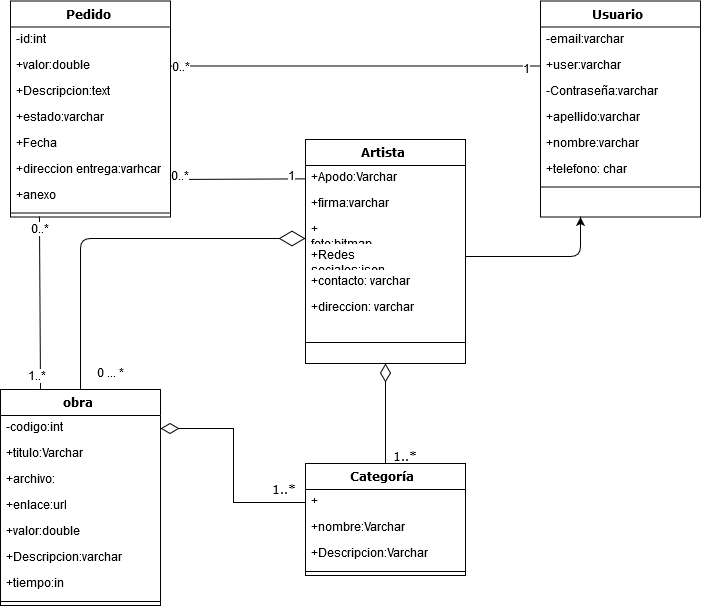 Pedido
-id:int
+valor:double
+Descripcion:text
+estado:varchar
+Fecha
+direccion entrega:varhcar
+anexo
Usuario
-email:varchar
+user:varchar
-Contraseña:varchar
+apellido:varchar
+nombre:varchar
+telefono: char
0..*
1
Artista
+Apodo:Varchar
+firma:varchar
+
foto:bitmap
+Redes
sociales:json
+contacto: varchar
+direccion: varchar
0..*
1
0..*
1..*
0 ... *
1..*
obra
-codigo:int
+titulo:Varchar
+archivo:
+enlace:url
+valor:double
+Descripcion:varchar
+tiempo:in
1..*
Categoría
+
+nombre:Varchar
+Descripcion:Varchar